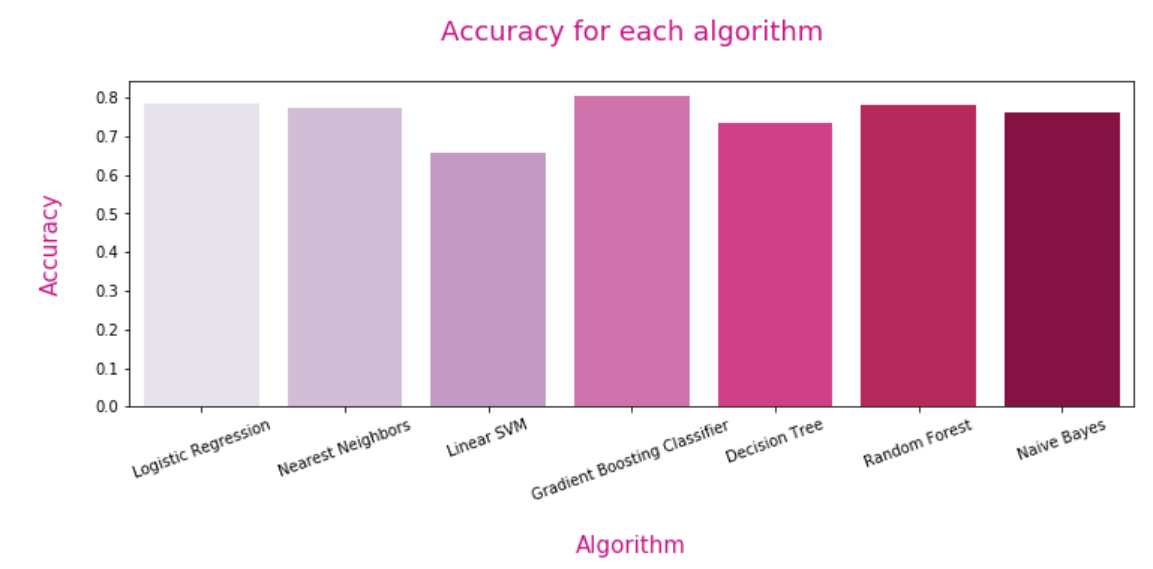 Accuracy for each algorithm
Accuracy
0.8
0.7
0.6
0.5
0.4
0.3
0.2
0.1
0.0
Logistic Regression
Nearest Neighbors
Linear SVM
Gradient Boosting Classifier
Decision Tree
Random Forest
Naive Bayes
Algorithm